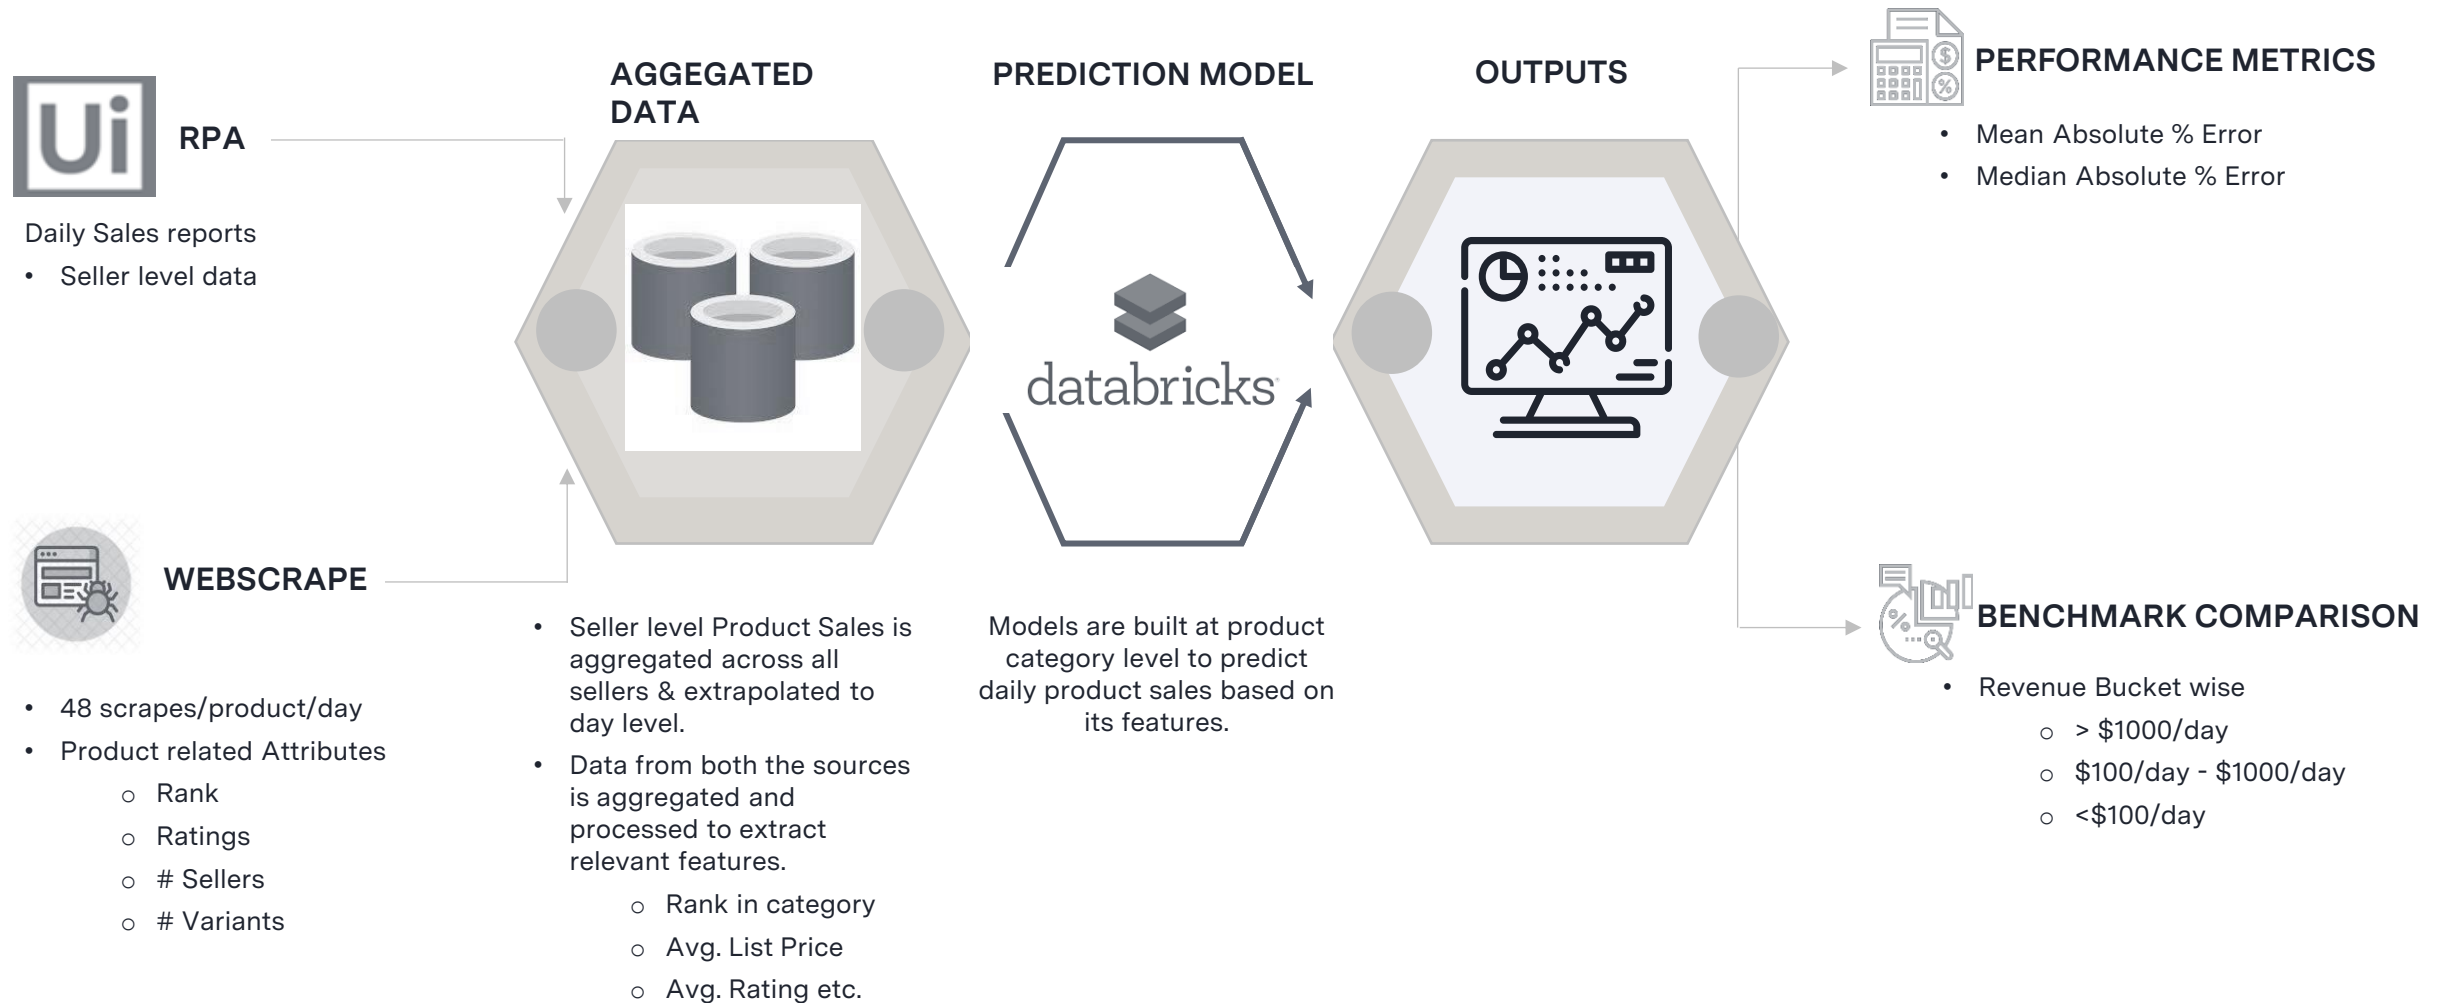 Ui
RPA
Daily Sales reports
• Seller level data
WEBSCRAPE
• 48 scrapes/product/day
• Product related Attributes
o Rank
o Ratings
o # Sellers
o # Variants
AGGEGATED
DATA
• Seller level Product Sales is
aggregated across all
sellers & extrapolated to
day level.
• Data from both the sources
is aggregated and
processed to extract
relevant features.
o Rank in category
o Avg. List Price
o Avg. Rating etc.
PREDICTION MODEL
databricks
Models are built at product
category level to predict
daily product sales based on
its features.
OUTPUTS
$
%
PERFORMANCE METRICS
• Mean Absolute % Error
• Median Absolute % Error
%
BENCHMARK COMPARISON
• Revenue Bucket wise
o > $1000/day
o $100/day - $1000/day
o <$100/day